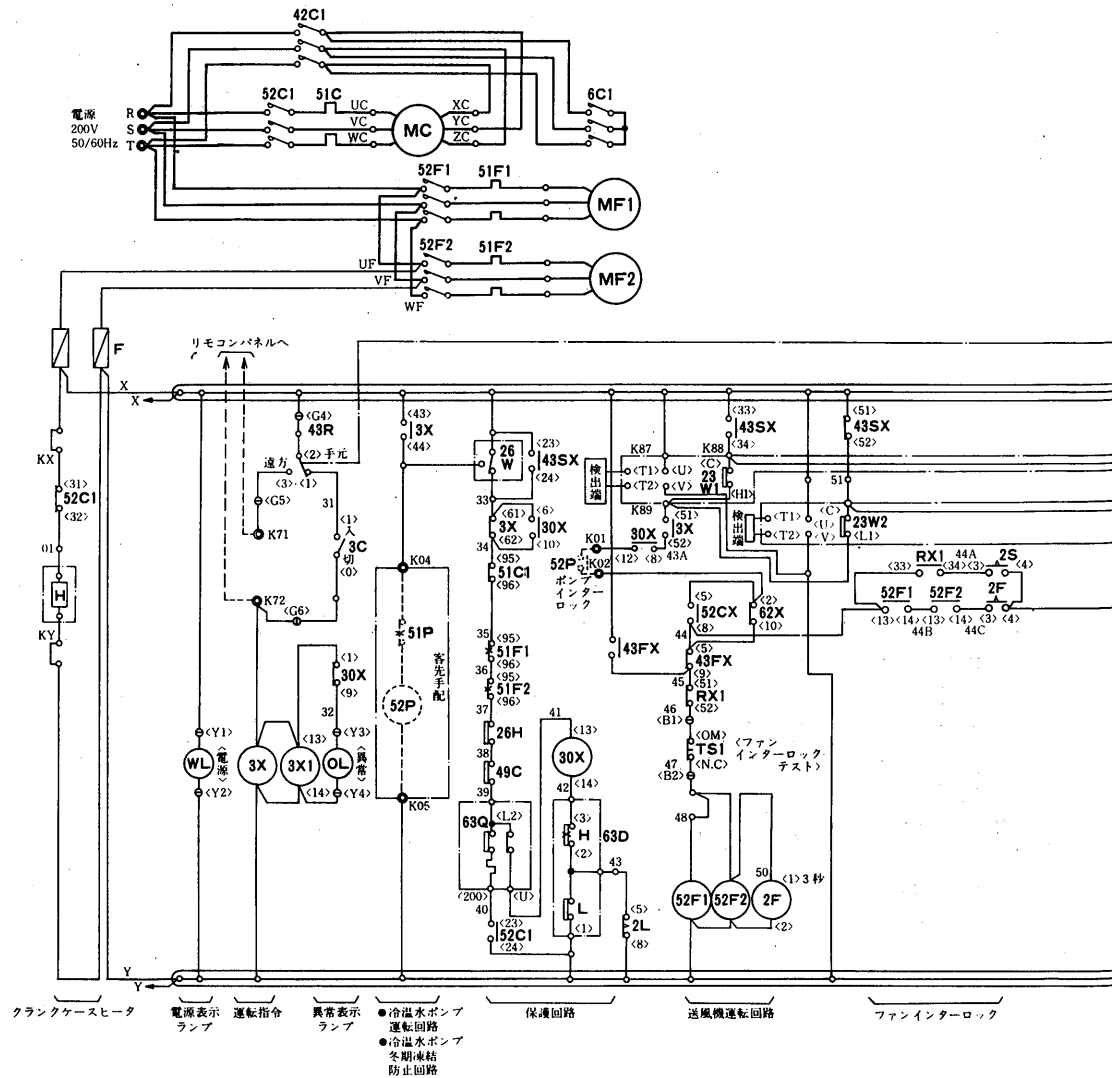 42C1
電源
200V
50/60Hz
R
S
T
52C1
51C
UC
VC
WC
MC
XC
YC
ZC
6C1
52F1
51F1
MF1
52F2
51F2
MF2
UF
VF
WF
F
リモコンパネルへ
X
X
KX
<31>
52C1
<32>
01
H
KY
Y
Y
<G4>
43R
<2>手元
遠方
<3>
<1>
<G5>
K71
K72
<G6>
31
<1>
入
3C
切
<0>
<1>
30X
<9>
32
<Y1>
WL
<電源>
<Y2>
3X
<13>
3X1
<14>
<Y3>
OL
<異常>
<Y4>
<43>
3X
<44>
K04
51P
52P
客先手配
K05
26
W
<23>
43SX
<24>
33
<61>
3X
<62>
<6>
30X
<10>
34
<95>
51C1
<96>
35
<95>
51F1
<96>
36
<95>
51F2
<96>
37
26H
38
49C
39
63Q
<L2>
<200>
<U>
40
<23>
52C1
<24>
41
<13>
30X
<14>
42
<3>
H
63D
<2>
43
L
<1>
<5>
2L
<8>
検出端
K87
<T1>
<U>
<T2>
<V>
<33>
43SX
<34>
K88
<C>
23
W1
<H1>
K89
<51>
3X
<52>
43A
30X
<12>
<8>
K01
52P
K02
ポンプ
インター
ロック
43FX
<5>
52CX
<8>
<2>
62X
<10>
44
<5>
43FX
<9>
45
<51>
RX1
<52>
46
<B1>
<OM>
TS1
<N.C>
<ファン
インターロック
テスト>
47
<B2>
48
50
<1>3秒
52F1
52F2
2F
<2>
<51>
43SX
<52>
51
検出端
<T1>
<T2>
<C>
<U>
<V>
23W2
<L1>
RX1
<33>
<34>
44A
<3>
2S
<4>
52F1
52F2
2F
<13>
<14>
44B
<13>
<14>
44C
<3>
<4>
クランクケースヒータ
電源表示
ランプ
運転指令
異常表示
ランプ
●冷温水ポンプ
運転回路
●冷温水ポンプ
冬期凍結
防止回路
保護回路
送風機運転回路
ファンインターロック